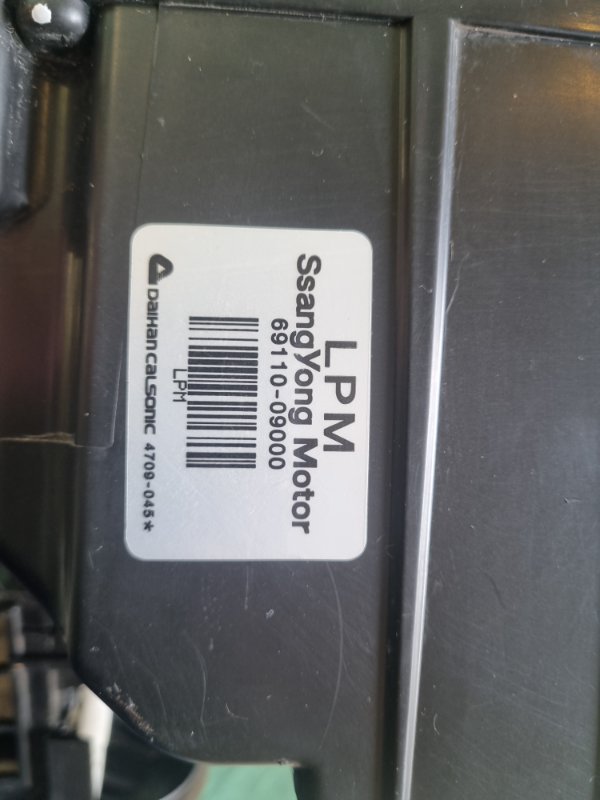 LPM
SsangYong Motor
69110-09000
LPM
DaiHan CaLSONIC 4709-045*